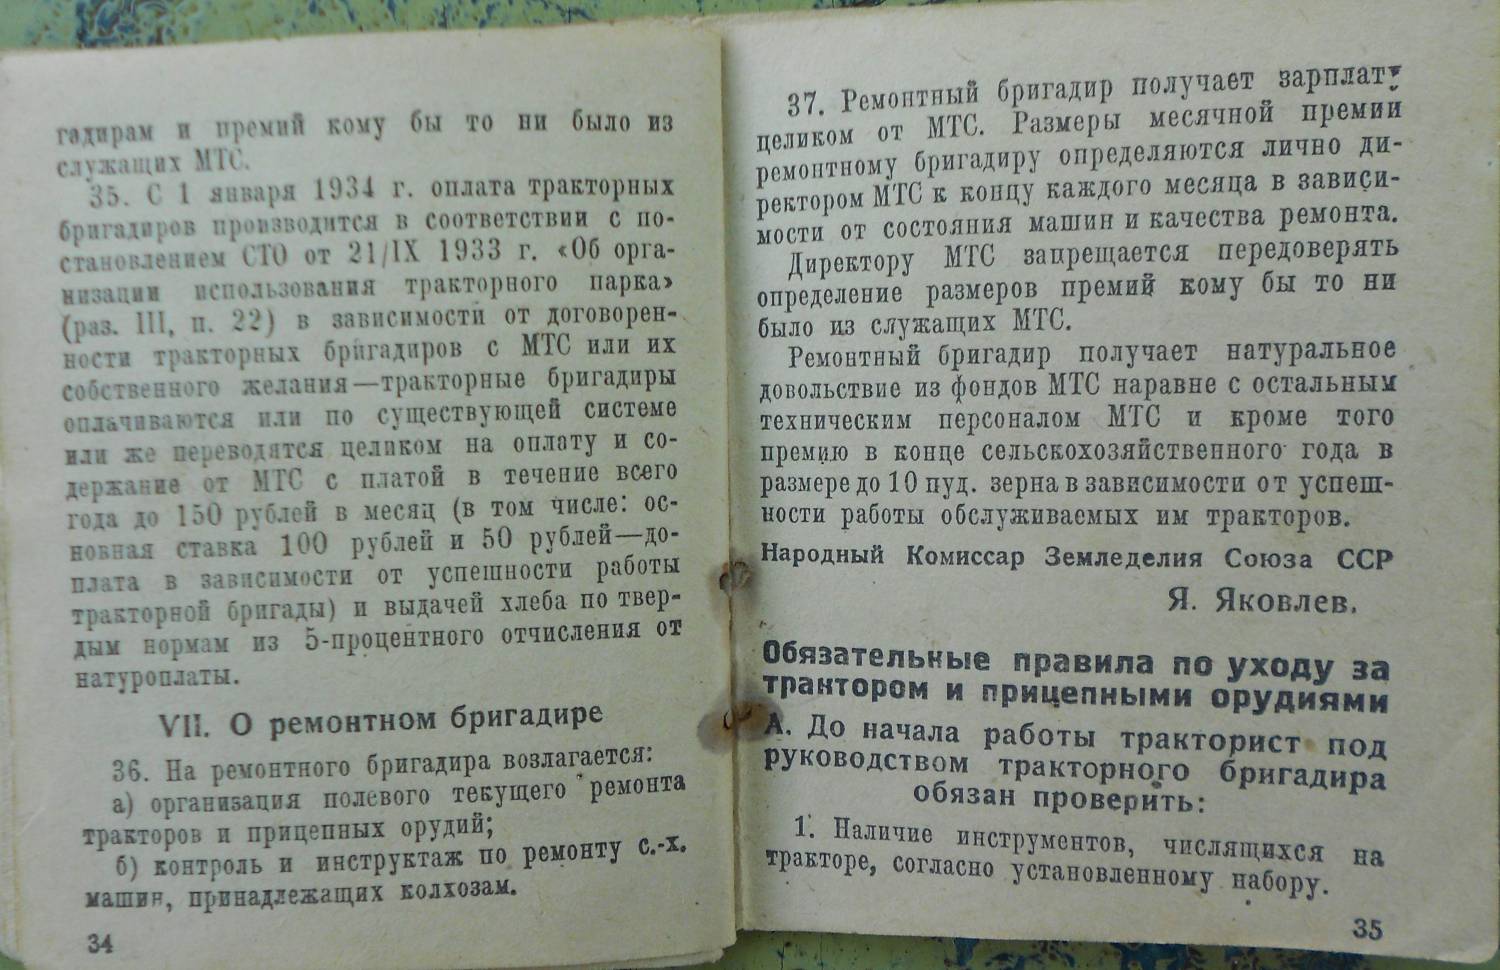 гадирам и премий кому бы то ни было из
служащих МТС.
35. С 1 января 1934 г. оплата тракторных
бригадиров производится в соответствии с по-
становлением СТО от 21/IX 1933 г. «Об орга-
низации использования тракторного парка»
(раз. III, п. 22) в зависимости от договорен-
ности тракторных бригадиров с МТС или их
собственного желания—тракторные бригадиры
оплачиваются или по существующей системе
или же переводятся целиком на оплату и со-
держание от МТС с платой в течение всего
года до 150 рублей в месяц (в том числе: ос-
новная ставка 100 рублей и 50 рублей—до-
плата в зависимости от успешности работы
тракторной бригады) и выдачей хлеба по твер-
дым нормам из 5-процентного отчисления от
натуроплаты.
VII. О ремонтном бригадире
36. На ремонтного бригадира возлагается:
а) организация полевого текущего ремонта
тракторов и прицепных орудий;
б) контроль и инструктаж по ремонту с.-х.
машин, принадлежащих колхозам.
34
37. Ремонтный бригадир получает зарплату
целиком от МТС. Размеры месячной премии
ремонтному бригадиру определяются лично ди-
ректором МТС к концу каждого месяца в зависи-
мости от состояния машин и качества ремонта.
Директору МТС запрещается передоверять
определение размеров премий кому бы то ни
было из служащих МТС.
Ремонтный бригадир получает натуральное
довольствие из фондов МТС наравне с остальным
техническим персоналом МТС и кроме того
премию в конце сельскохозяйственного года в
размере до 10 пуд. зерна в зависимости от успеш-
ности работы обслуживаемых им тракторов.
Народный Комиссар Земледелия Союза ССР
Я. Яковлев.
Обязательные правила по уходу за
трактором и прицепными орудиями
А. До начала работы тракторист под
руководством тракторного бригадира
обязан проверить:
1. Наличие инструментов, числящихся на
тракторе, согласно установленному набору.
35